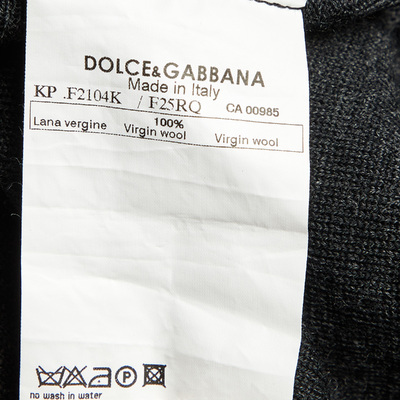 DOLCE&GABBANA
Made in Italy
KP .F2104K / F25RQ CA 00985
100%
Lana vergine Virgin wool Virgin wool
P
no wash in water